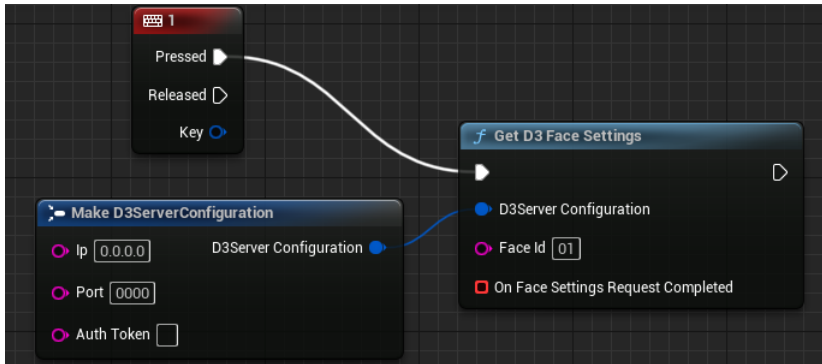 1
Pressed
Released
Key
Get D3 Face Settings
D3Server Configuration
Face Id 01
On Face Settings Request Completed
Make D3ServerConfiguration
Ip 0.0.0.0 D3Server Configuration
Port 0000
Auth Token